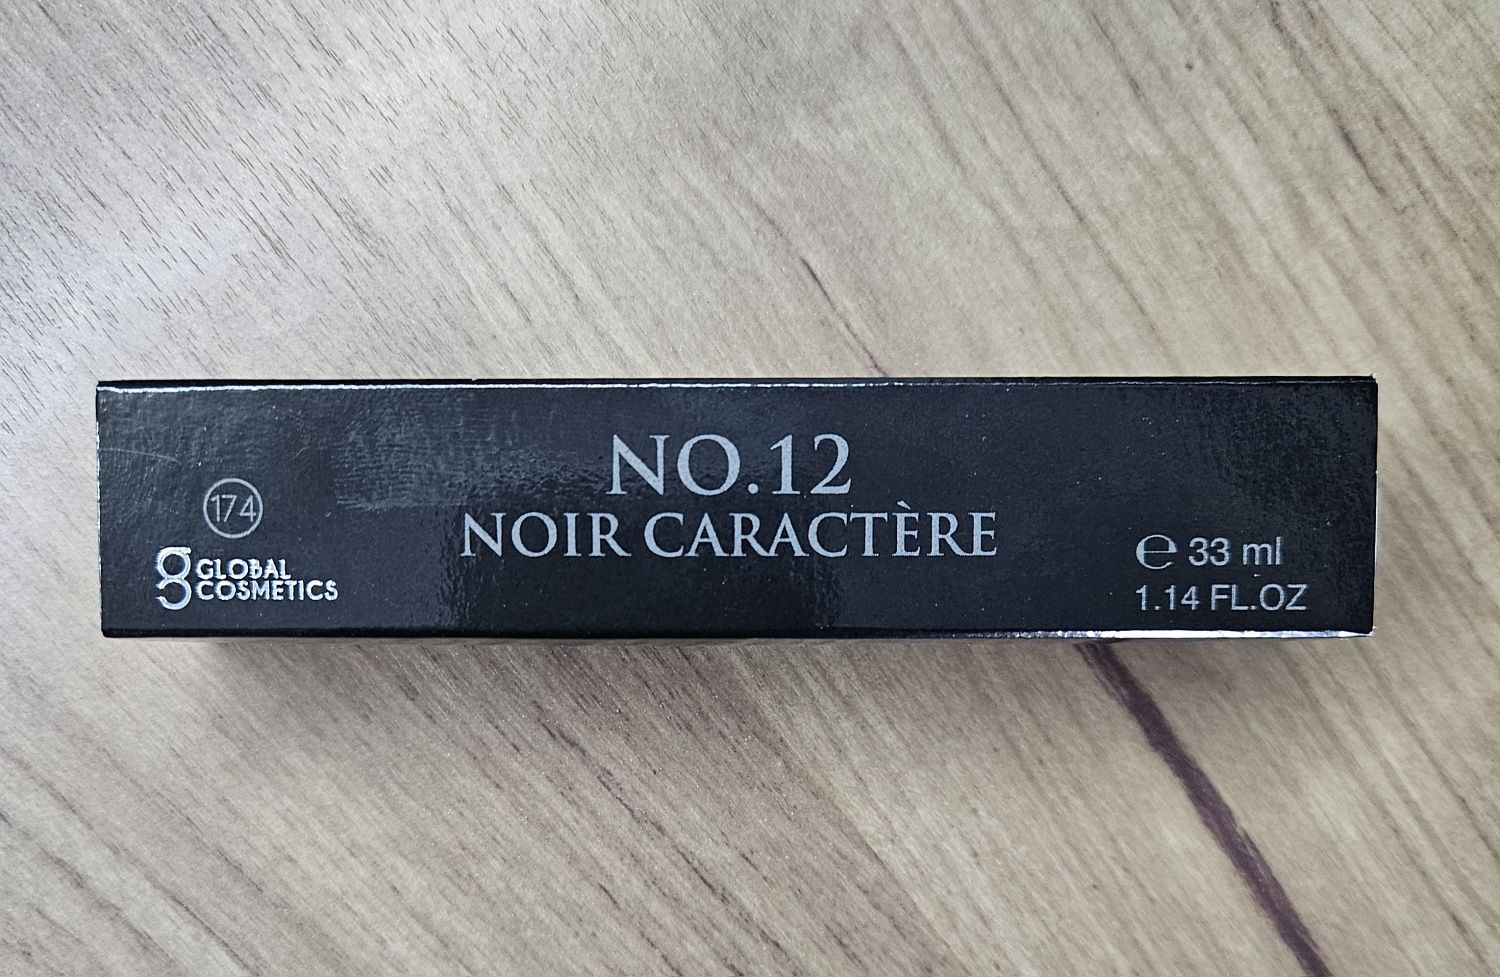 NO.12
NOIR CARACTÈRE
174
g GLOBAL
COSMETICS
℮ 33 ml
1.14 FL.OZ